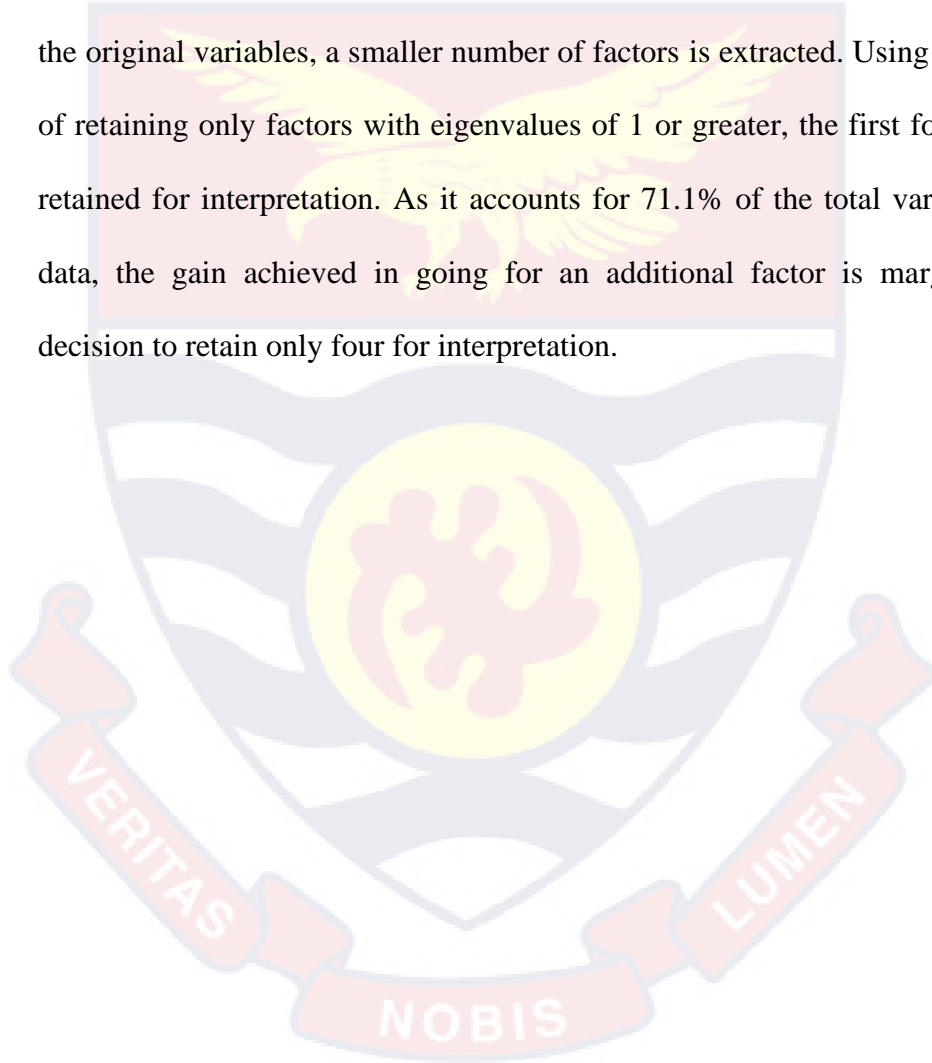 the original variables, a smaller number of factors is extracted. Using
of retaining only factors with eigenvalues of 1 or greater, the first fo
retained for interpretation. As it accounts for 71.1% of the total var
data, the gain achieved in going for an additional factor is marg
decision to retain only four for interpretation.
VERITAS
NOBIS
LUMEN